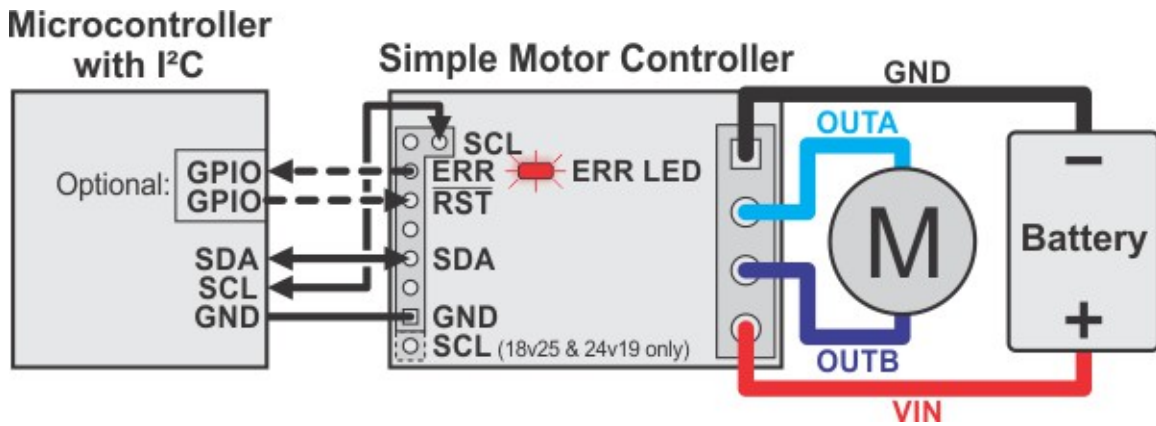 Microcontroller
with I²C
Simple Motor Controller
GND
OUTA
SCL
Optional:
GPIO
ERR
ERR LED
GPIO
RST
M
Battery
SDA
SDA
SCL
GND
GND
SCL (18v25 & 24v19 only)
OUTB
VIN
−
+